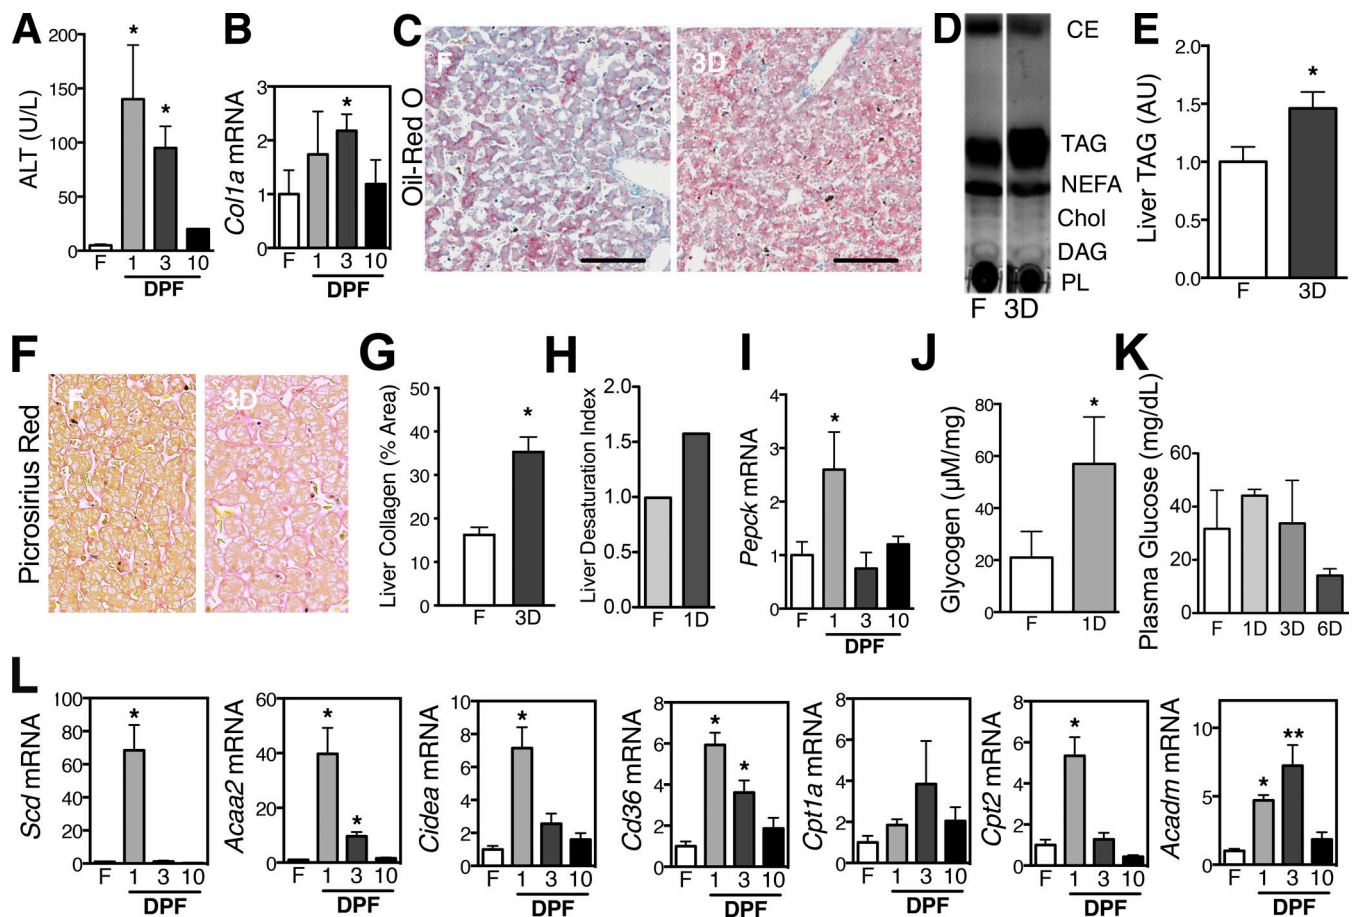 A
ALT (U/L)
200
150
100
50
0
*
*
F
1
3
10
DPF
B
Col1a mRNA
3
2
1
0
*
F
1
3
10
DPF
C
Oil-Red O
F
3D
D
CE
TAG
NEFA
Chol
DAG
PL
F
3D
E
Liver TAG (AU)
2.0
1.5
1.0
0.5
0.0
*
F
3D
F
Picrosirius Red
F
3D
G
Liver Collagen (% Area)
50
40
30
20
10
0
*
F
3D
H
Liver Desaturation Index
2.0
1.5
1.0
0.5
0.0
F
1D
I
Pepck mRNA
4
3
2
1
0
*
F
1
3
10
DPF
J
Glycogen (µM/mg)
80
60
40
20
0
*
F
1D
K
Plasma Glucose (mg/dL)
60
40
20
0
F
1D
3D
6D
L
Scd mRNA
100
80
60
40
20
0
*
F
1
3
10
DPF
Acaa2 mRNA
60
40
20
0
*
*
F
1
3
10
DPF
Cidea mRNA
10
8
6
4
2
0
*
F
1
3
10
DPF
Cd36 mRNA
8
6
4
2
0
*
*
F
1
3
10
DPF
Cpt1a mRNA
8
6
4
2
0
F
1
3
10
DPF
Cpt2 mRNA
8
6
4
2
0
*
F
1
3
10
DPF
Acadm mRNA
10
5
0
*
**
F
1
3
10
DPF